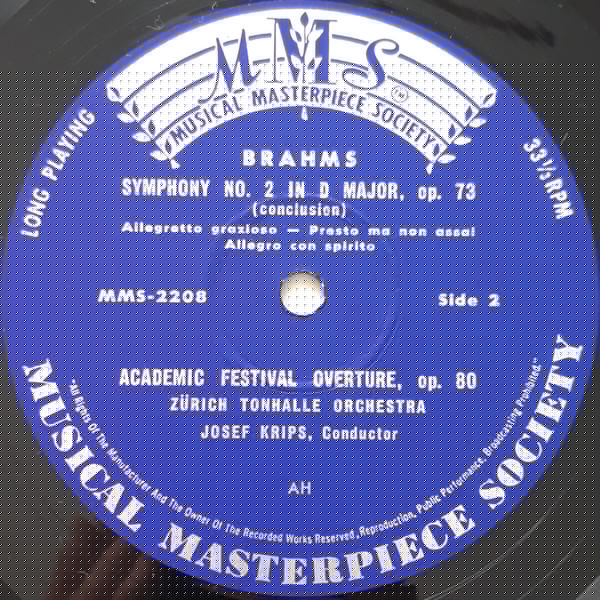 MMS
TM
MUSICAL MASTERPIECE SOCIETY
LONG PLAYING
33 1/3 RPM
BRAHMS
SYMPHONY NO. 2 IN D MAJOR, op. 73
(conclusion)
Allegretto grazioso — Presto ma non assai
Allegro con spirito
MMS-2208
Side 2
ACADEMIC FESTIVAL OVERTURE, op. 80
ZÜRICH TONHALLE ORCHESTRA
JOSEF KRIPS, Conductor
AH
"All Rights Of The Manufacturer And The Owner Of The Recorded Works Reserved, Reproduction, Public Performance, Broadcasting Prohibited."
MUSICAL MASTERPIECE SOCIETY